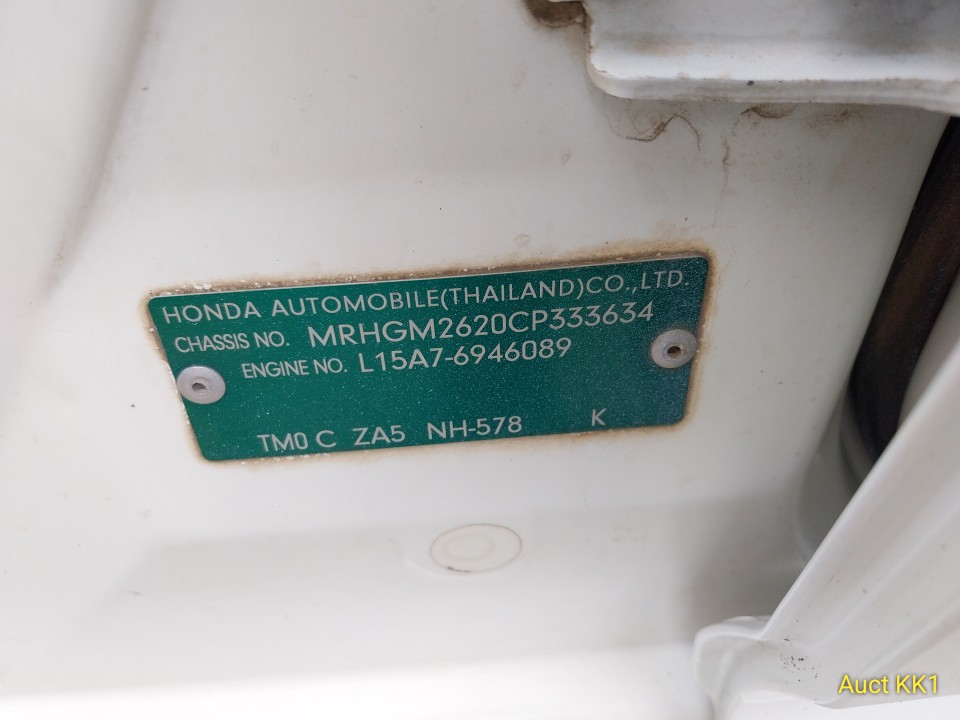 HONDA AUTOMOBILE(THAILAND)CO.,LTD.
CHASSIS NO. MRHGM2620CP333634
ENGINE NO. L15A7-6946089
TM0 C ZA5 NH-578 K
Auct KK1